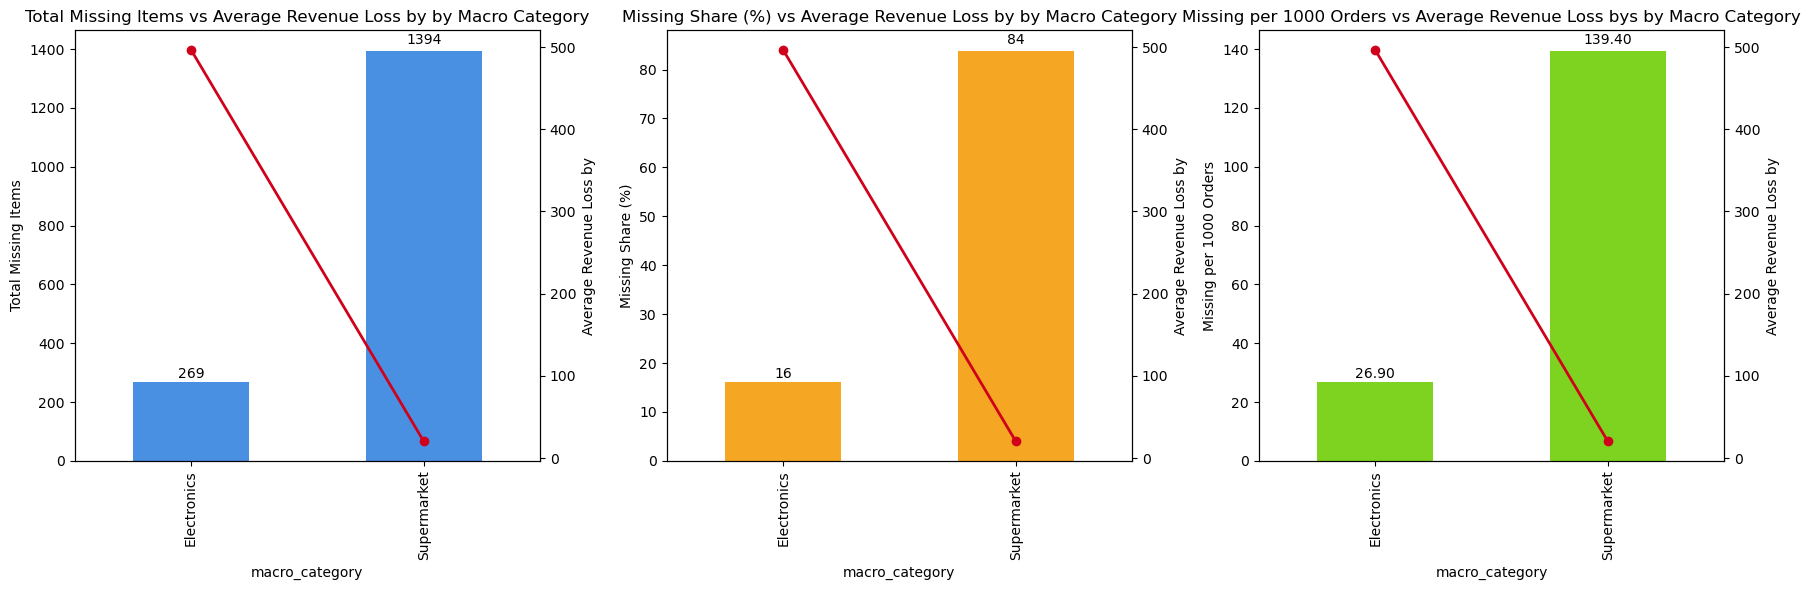 Total Missing Items vs Average Revenue Loss by by Macro Category
1394
269
1400
1200
1000
800
600
400
200
0
Total Missing Items
500
400
300
200
100
0
Average Revenue Loss by
Electronics
Supermarket
macro_category
Missing Share (%) vs Average Revenue Loss by by Macro Category
84
16
80
70
60
50
40
30
20
10
0
Missing Share (%)
500
400
300
200
100
0
Average Revenue Loss by
Electronics
Supermarket
macro_category
Missing per 1000 Orders vs Average Revenue Loss bys by Macro Category
139.40
26.90
140
120
100
80
60
40
20
0
Missing per 1000 Orders
500
400
300
200
100
0
Average Revenue Loss by
Electronics
Supermarket
macro_category